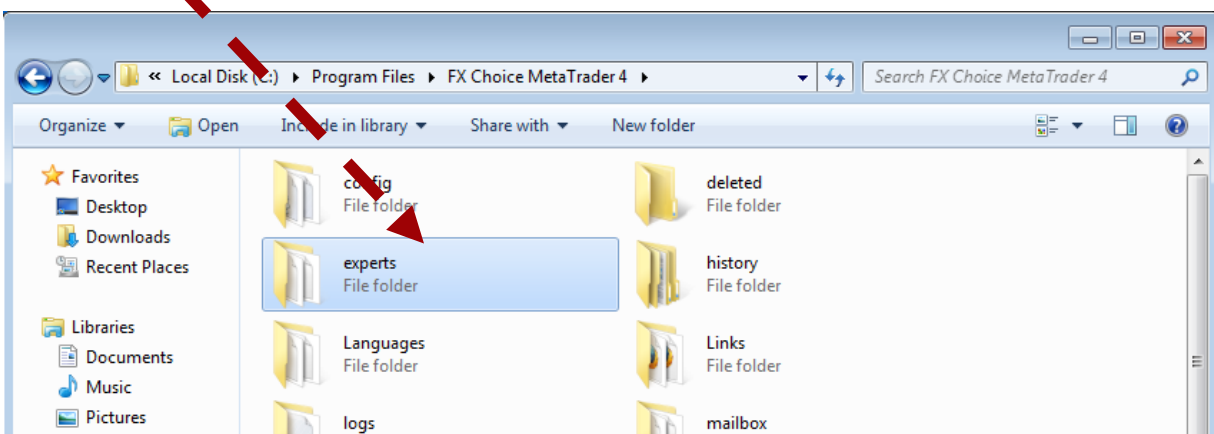 « Local Disk (C:) ▸ Program Files ▸ FX Choice MetaTrader 4 ▸
Search FX Choice MetaTrader 4
Organize ▾ Open Include in library ▾ Share with ▾ New folder
Favorites
Desktop
Downloads
Recent Places
Libraries
Documents
Music
Pictures
config
File folder
deleted
File folder
experts
File folder
history
File folder
Languages
File folder
Links
File folder
logs
mailbox